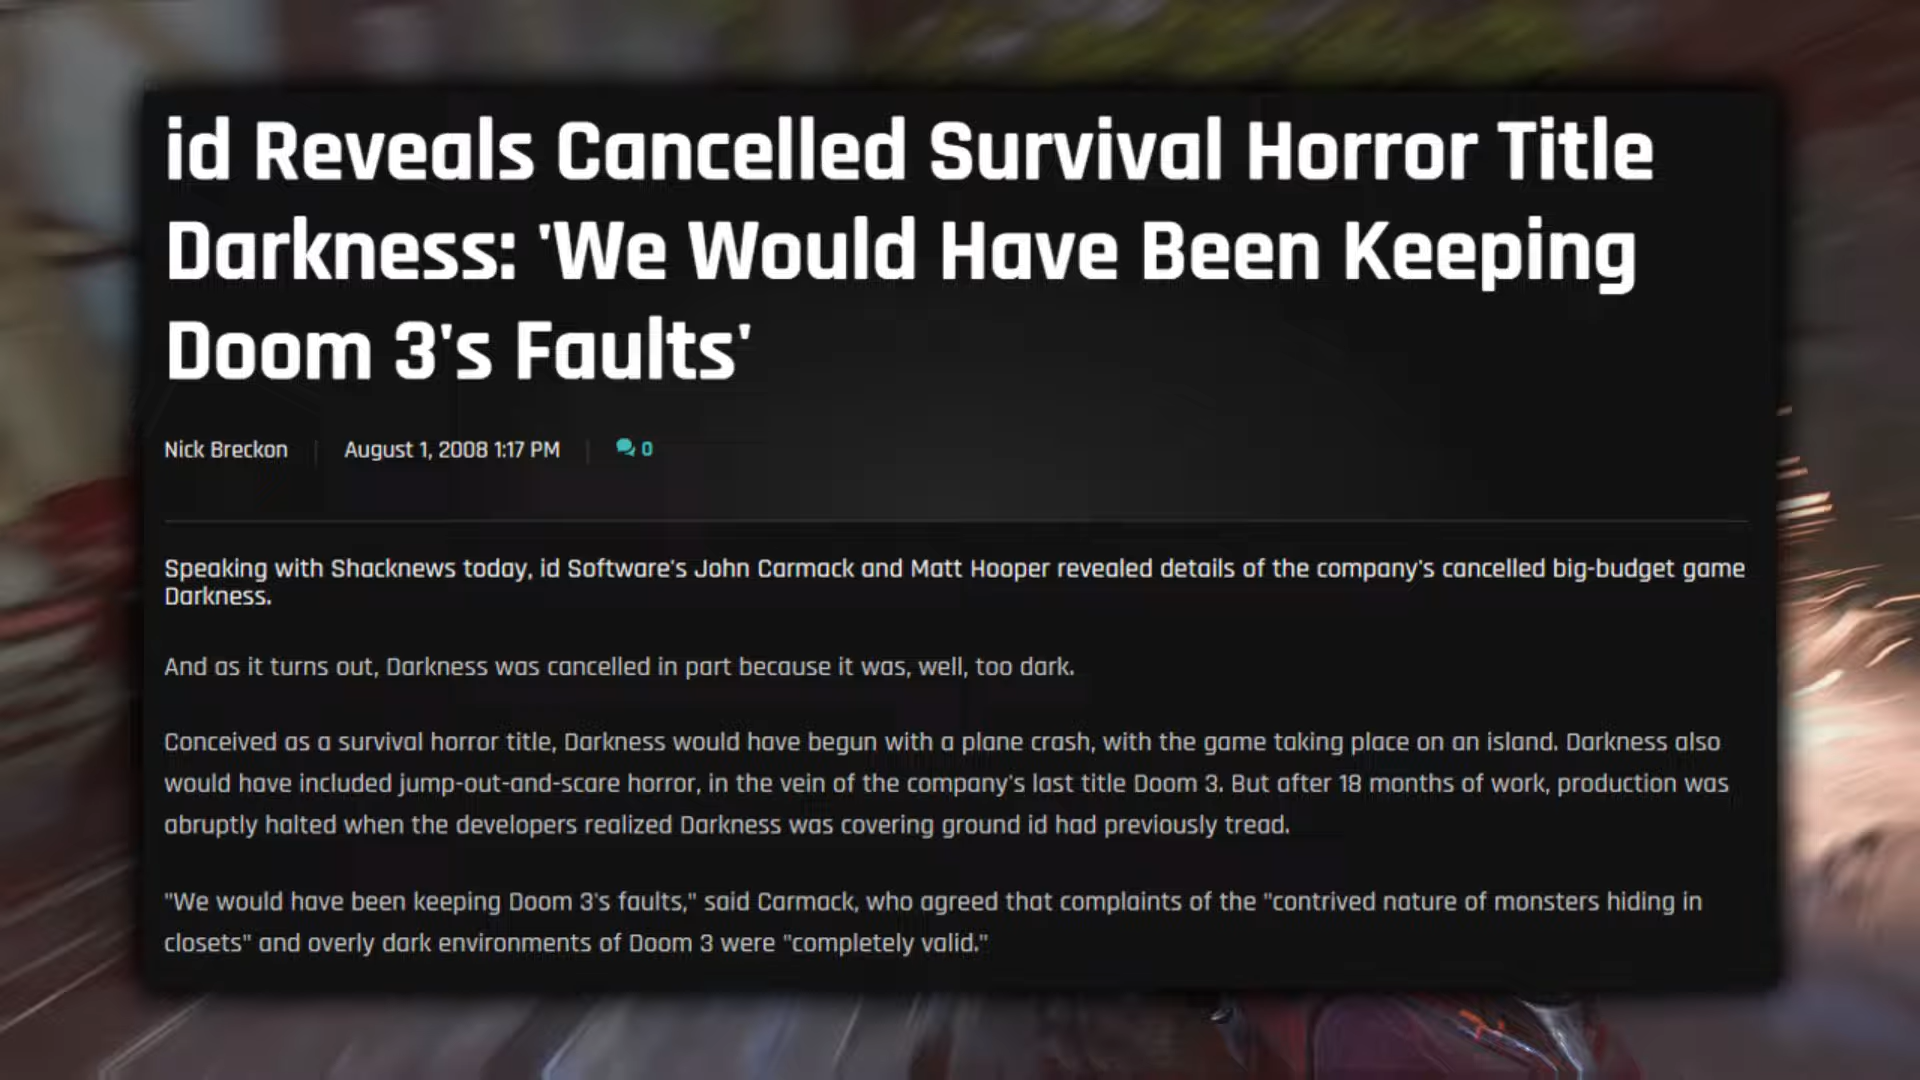 id Reveals Cancelled Survival Horror Title
Darkness: 'We Would Have Been Keeping
Doom 3's Faults'
Nick Breckon August 1, 2008 1:17 PM 0
Speaking with Shacknews today, id Software's John Carmack and Matt Hooper revealed details of the company's cancelled big-budget game
Darkness.
And as it turns out, Darkness was cancelled in part because it was, well, too dark.
Conceived as a survival horror title, Darkness would have begun with a plane crash, with the game taking place on an island. Darkness also
would have included jump-out-and-scare horror, in the vein of the company's last title Doom 3. But after 18 months of work, production was
abruptly halted when the developers realized Darkness was covering ground id had previously tread.
"We would have been keeping Doom 3's faults," said Carmack, who agreed that complaints of the "contrived nature of monsters hiding in
closets" and overly dark environments of Doom 3 were "completely valid."